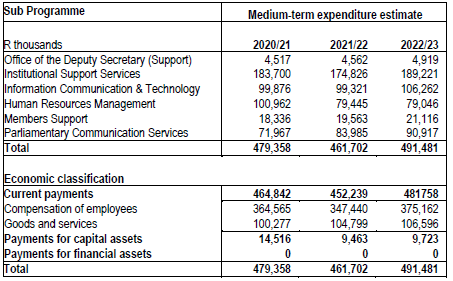 Sub Programme Medium-term expenditure estimate
R thousands 2020/21 2021/22 2022/23
Office of the Deputy Secretary (Support) 4,517 4,562 4,919
Institutional Support Services 183,700 174,826 189,221
Information Communication & Technology 99,876 99,321 106,262
Human Resources Management 100,962 79,445 79,046
Members Support 18,336 19,563 21,116
Parliamentary Communication Services 71,967 83,985 90,917
Total 479,358 461,702 491,481
Economic classification
Current payments 464,842 452,239 481758
Compensation of employees 364,565 347,440 375,162
Goods and services 100,277 104,799 106,596
Payments for capital assets 14,516 9,463 9,723
Payments for financial assets 0 0 0
Total 479,358 461,702 491,481